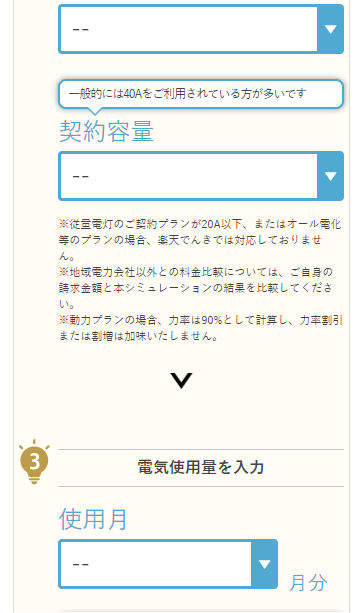 --
一般的には40Aをご利用されている方が多いです
契約容量
--
※従量電灯のご契約プランが20A以下、またはオール電化
等のプランの場合、楽天でんきでは対応しておりませ
ん。
※地域電力会社以外との料金比較については、ご自身の
請求金額と本シミュレーションの結果を比較してくださ
い。
※動力プランの場合、力率は90%として計算し、力率割引
または割増は加味いたしません。
3
電気使用量を入力
使用月
--
月分